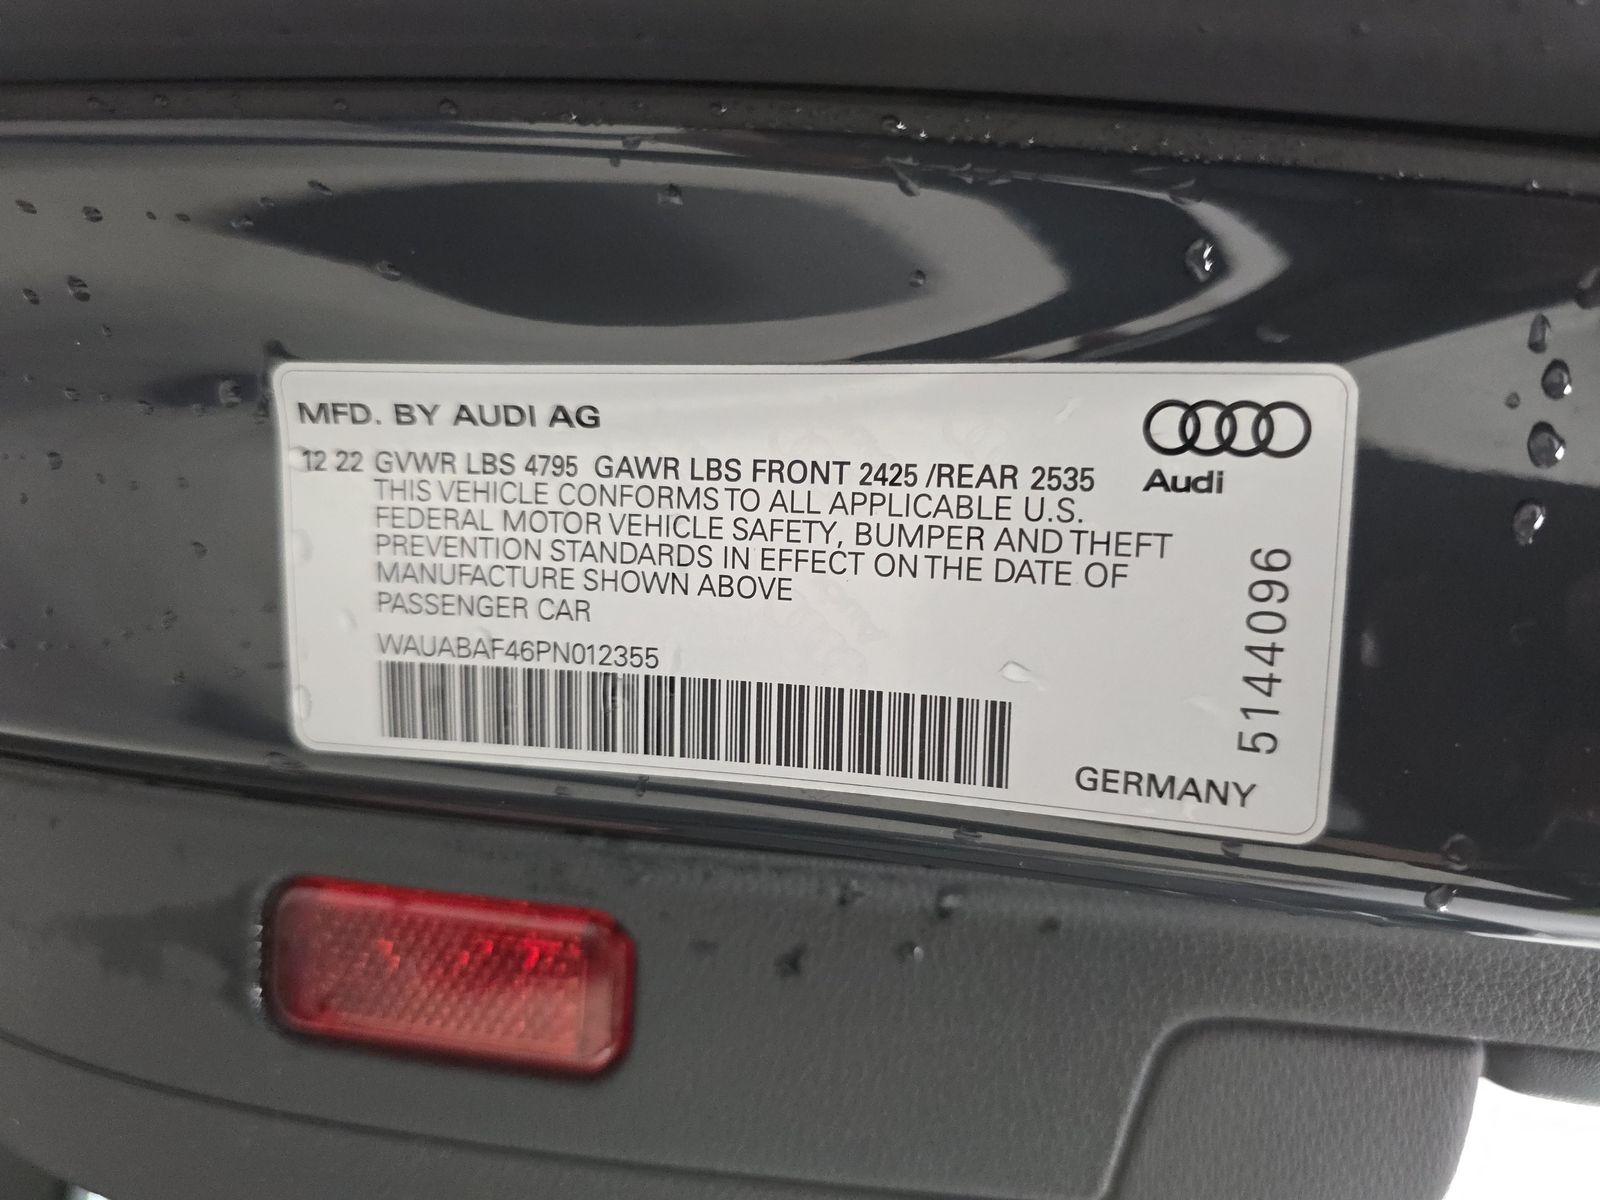 MFD. BY AUDI AG
Audi
12 22 GVWR LBS 4795 GAWR LBS FRONT 2425 /REAR 2535
THIS VEHICLE CONFORMS TO ALL APPLICABLE U.S.
FEDERAL MOTOR VEHICLE SAFETY, BUMPER AND THEFT
PREVENTION STANDARDS IN EFFECT ON THE DATE OF
MANUFACTURE SHOWN ABOVE
PASSENGER CAR
WAUABAF46PN012355
5144096
GERMANY